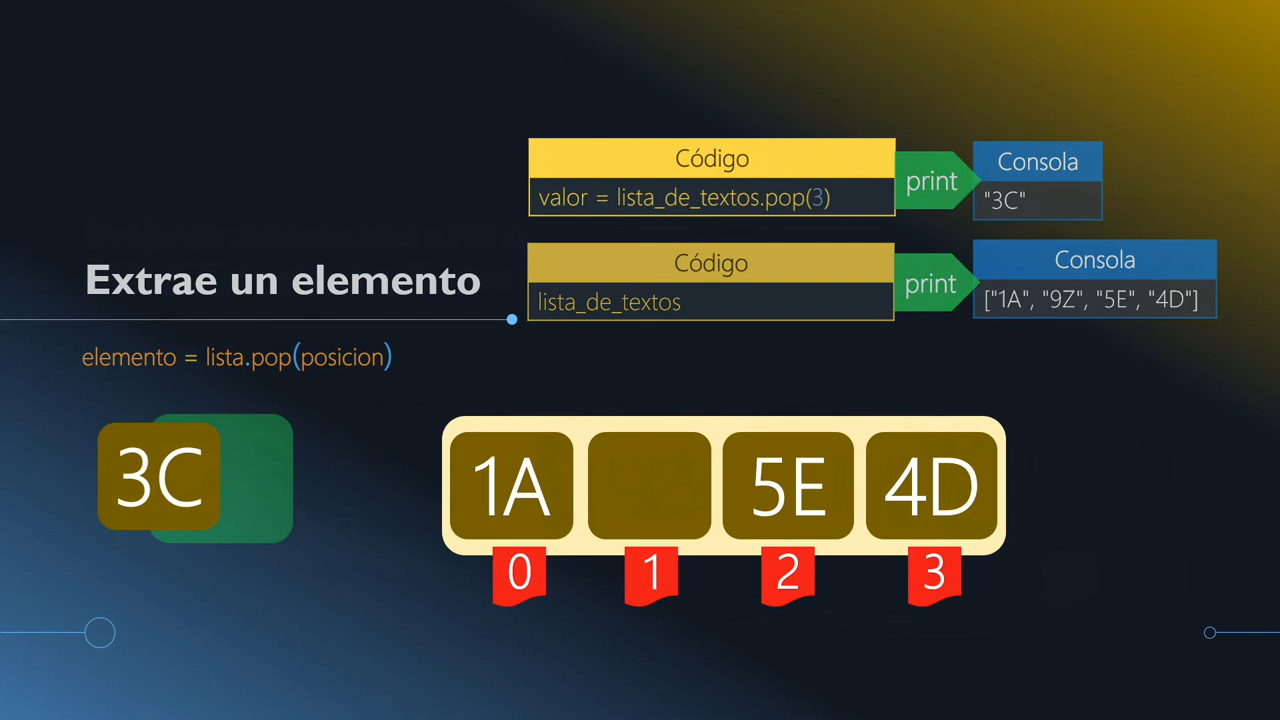 Código
valor = lista_de_textos.pop(3)
print
Consola
"3C"
Código
lista_de_textos
print
Consola
["1A", "9Z", "5E", "4D"]
Extrae un elemento
elemento = lista.pop(posicion)
3C
1A 5E 4D
0 1 2 3